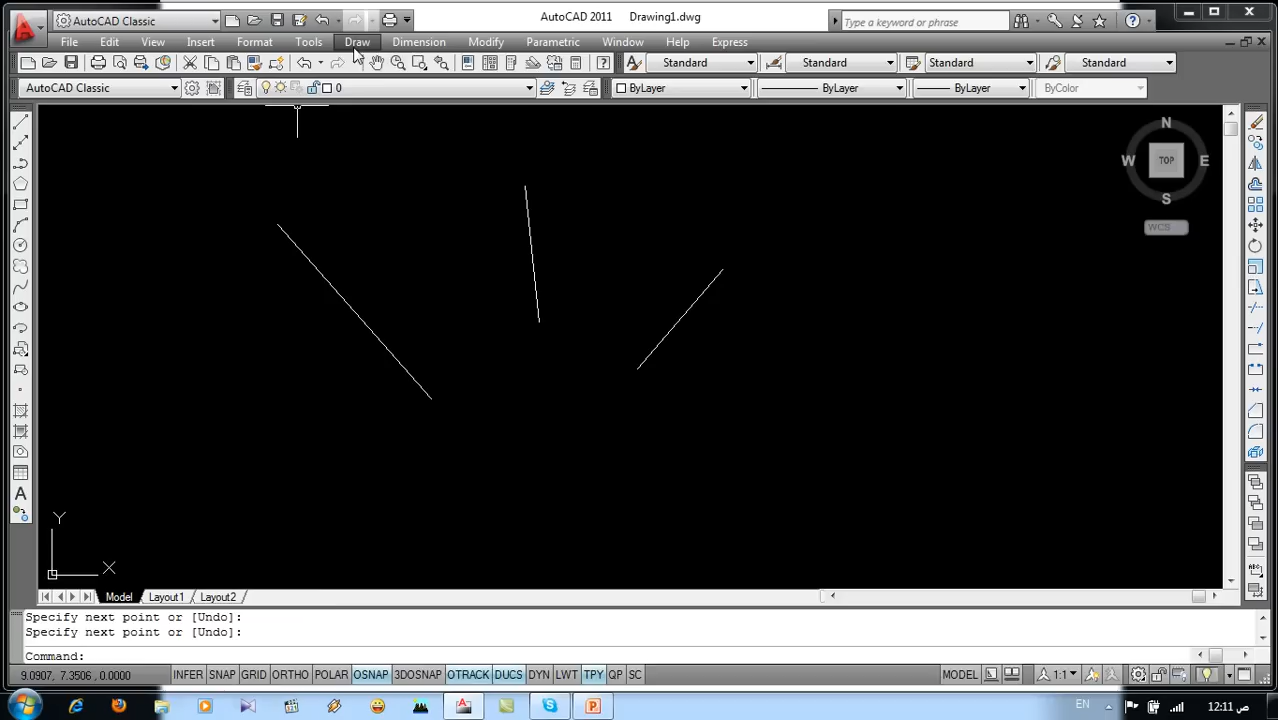 AutoCAD Classic
AutoCAD 2011 Drawing1.dwg
Type a keyword or phrase
File Edit View Insert Format Tools Draw Dimension Modify Parametric Window Help Express
Standard Standard Standard Standard
AutoCAD Classic 0 ByLayer ByLayer ByLayer ByColor
N
W TOP E
S
WCS
A
Y
X
Model Layout1 Layout2
Specify next point or [Undo]:
Specify next point or [Undo]:
Command:
9.0907, 7.3506, 0.0000 INFER SNAP GRID ORTHO POLAR OSNAP 3DOSNAP OTRACK DUCS DYN LWT TPY QP SC MODEL 1:1
EN 12:11 ص